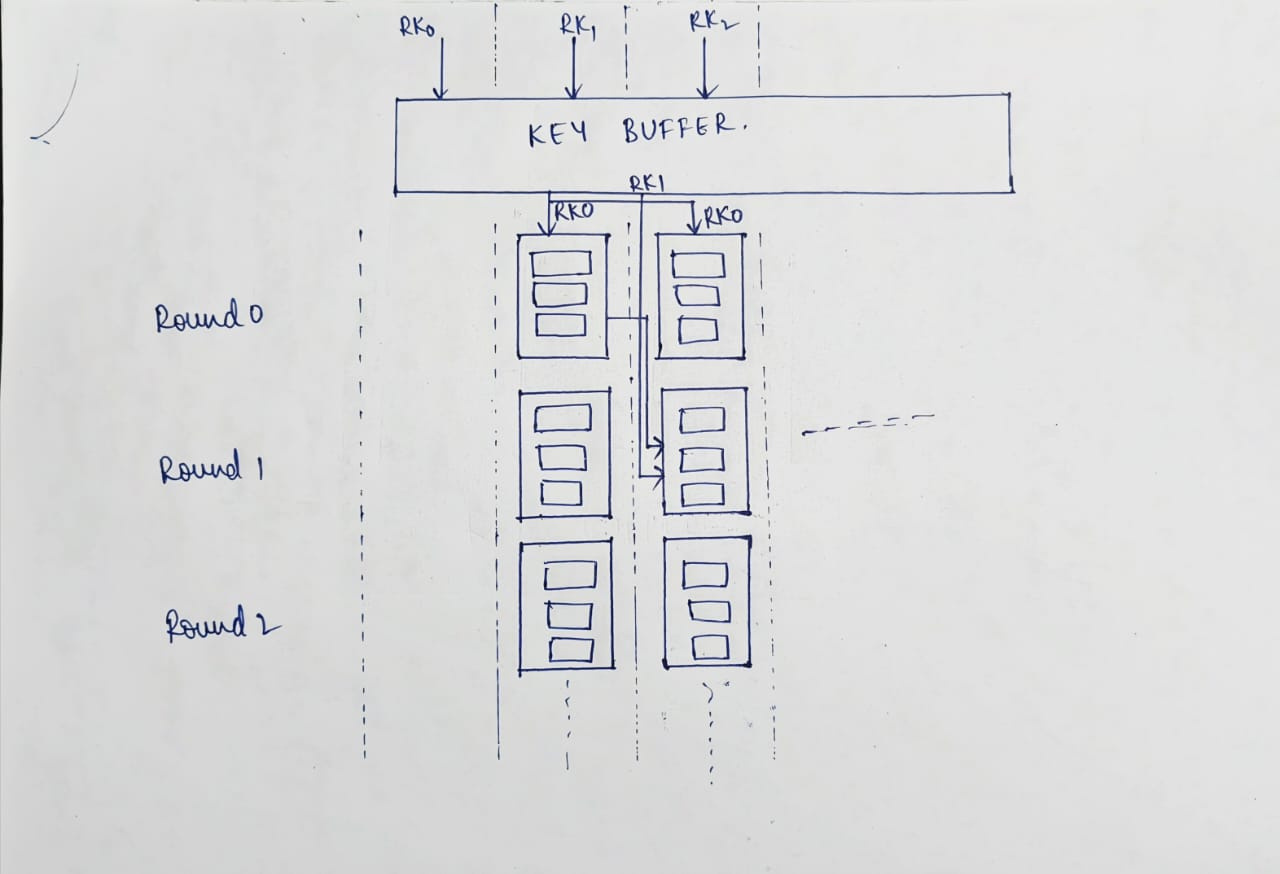 RK0 RK1 RK2
KEY BUFFER.
RK1
RK0 RK0
Round 0
Round 1
Round 2